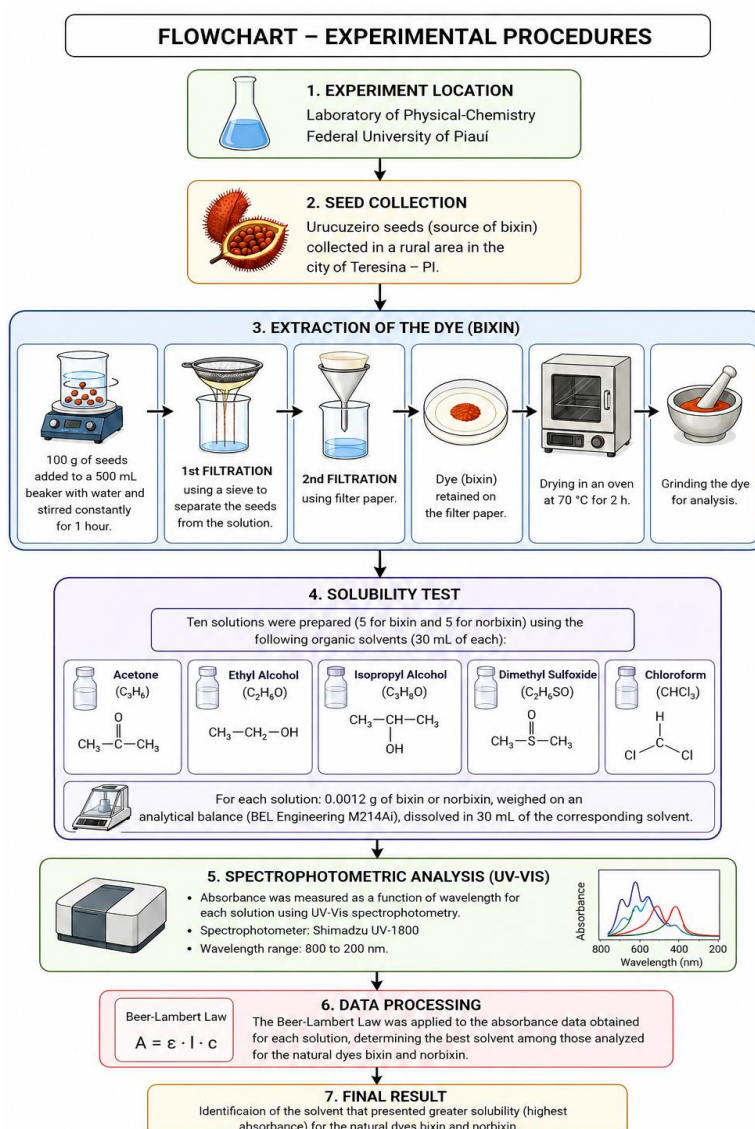 FLOWCHART – EXPERIMENTAL PROCEDURES
1. EXPERIMENT LOCATION
Laboratory of Physical-Chemistry
Federal University of Piauí
2. SEED COLLECTION
Urucuzeiro seeds (source of bixin)
collected in a rural area in the
city of Teresina – PI.
3. EXTRACTION OF THE DYE (BIXIN)
100 g of seeds
added to a 500 mL
beaker with water and
stirred constantly
for 1 hour.
1st FILTRATION
using a sieve to
separate the seeds
from the solution.
2nd FILTRATION
using filter paper.
Dye (bixin)
retained on
the filter paper.
Drying in an oven
at 70 °C for 2 h.
Grinding the dye
for analysis.
4. SOLUBILITY TEST
Ten solutions were prepared (5 for bixin and 5 for norbixin) using the
following organic solvents (30 mL of each):
Acetone
(C₃H₆)
O
CH₃—C—CH₃
Ethyl Alcohol
(C₂H₆O)
CH₃—CH₂—OH
Isopropyl Alcohol
(C₃H₈O)
CH₃—CH—CH₃
OH
Dimethyl Sulfoxide
(C₂H₆SO)
O
CH₃—S—CH₃
Chloroform
(CHCl₃)
H
C
Cl Cl
For each solution: 0.0012 g of bixin or norbixin, weighed on an
analytical balance (BEL Engineering M214Ai), dissolved in 30 mL of the corresponding solvent.
5. SPECTROPHOTOMETRIC ANALYSIS (UV-VIS)
• Absorbance was measured as a function of wavelength for
each solution using UV-Vis spectrophotometry.
• Spectrophotometer: Shimadzu UV-1800
• Wavelength range: 800 to 200 nm.
Absorbance
800 600 400 200
Wavelength (nm)
6. DATA PROCESSING
Beer-Lambert Law
A = ε · l · c
The Beer-Lambert Law was applied to the absorbance data obtained
for each solution, determining the best solvent among those analyzed
for the natural dyes bixin and norbixin.
7. FINAL RESULT
Identificaion of the solvent that presented greater solubility (highest
absorbance) for the natural dyes bixin and norbixin.